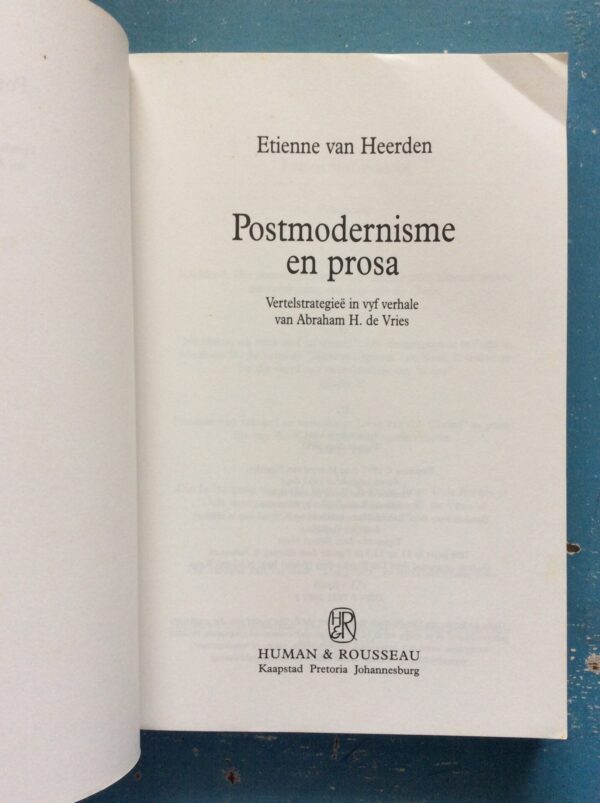 Etienne van Heerden
Postmodernisme
en prosa
Vertelstrategieë in vyf verhale
van Abraham H. de Vries
H&R
HUMAN & ROUSSEAU
Kaapstad Pretoria Johannesburg